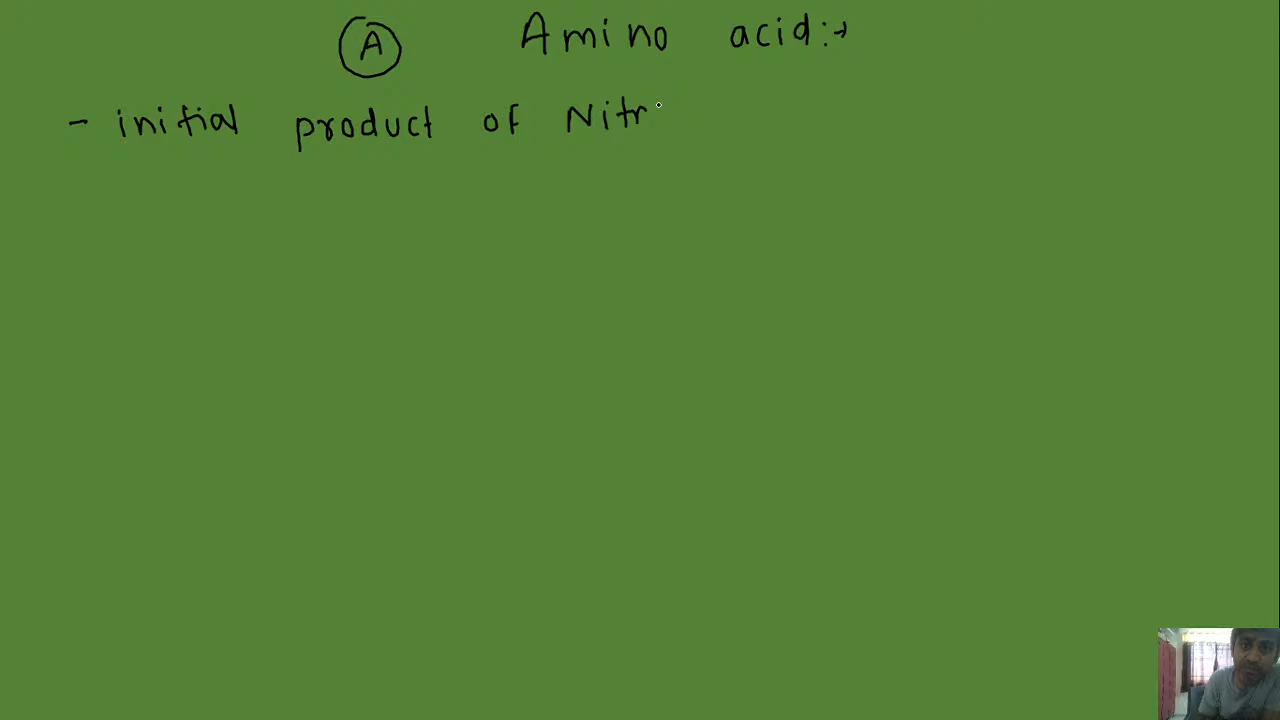 Ⓐ Amino acid:→
- initial product of Nitr